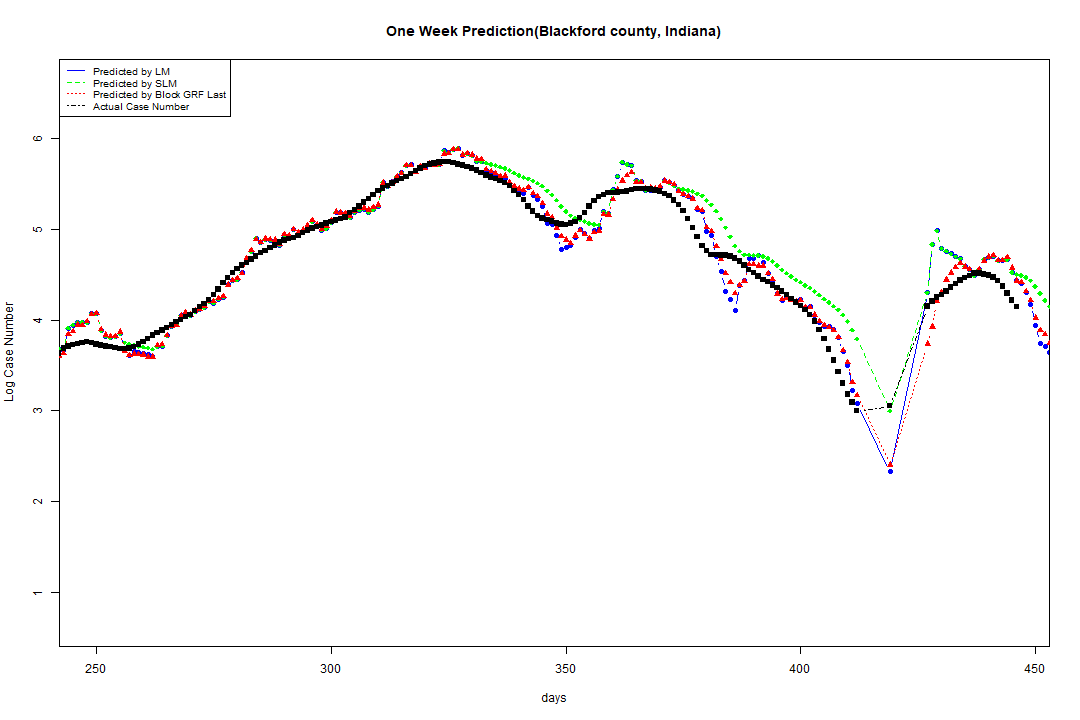 One Week Prediction(Blackford county, Indiana)
Predicted by LM
Predicted by SLM
Predicted by Block GRF Last
Actual Case Number
Log Case Number
6
5
4
3
2
1
250 300 350 400 450
days